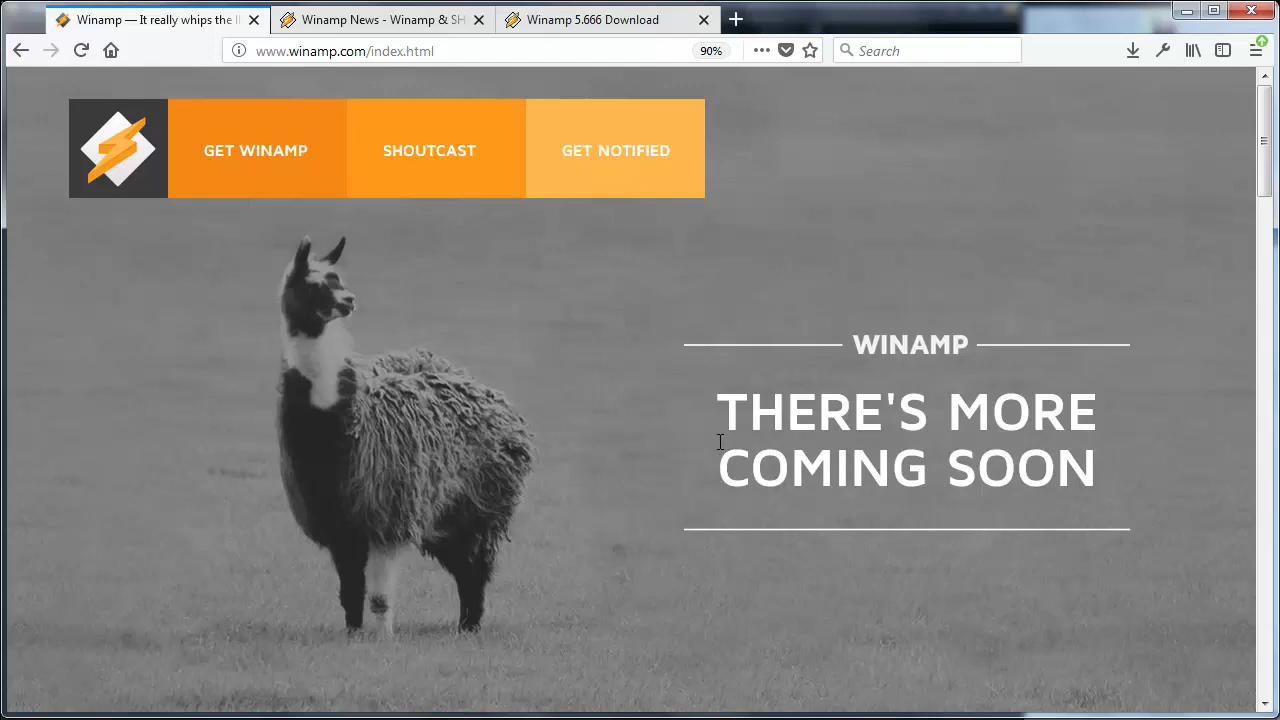 Winamp — It really whips the ll
Winamp News - Winamp & SH
Winamp 5.666 Download
www.winamp.com/index.html
90%
Search
GET WINAMP
SHOUTCAST
GET NOTIFIED
WINAMP
THERE'S MORE
COMING SOON